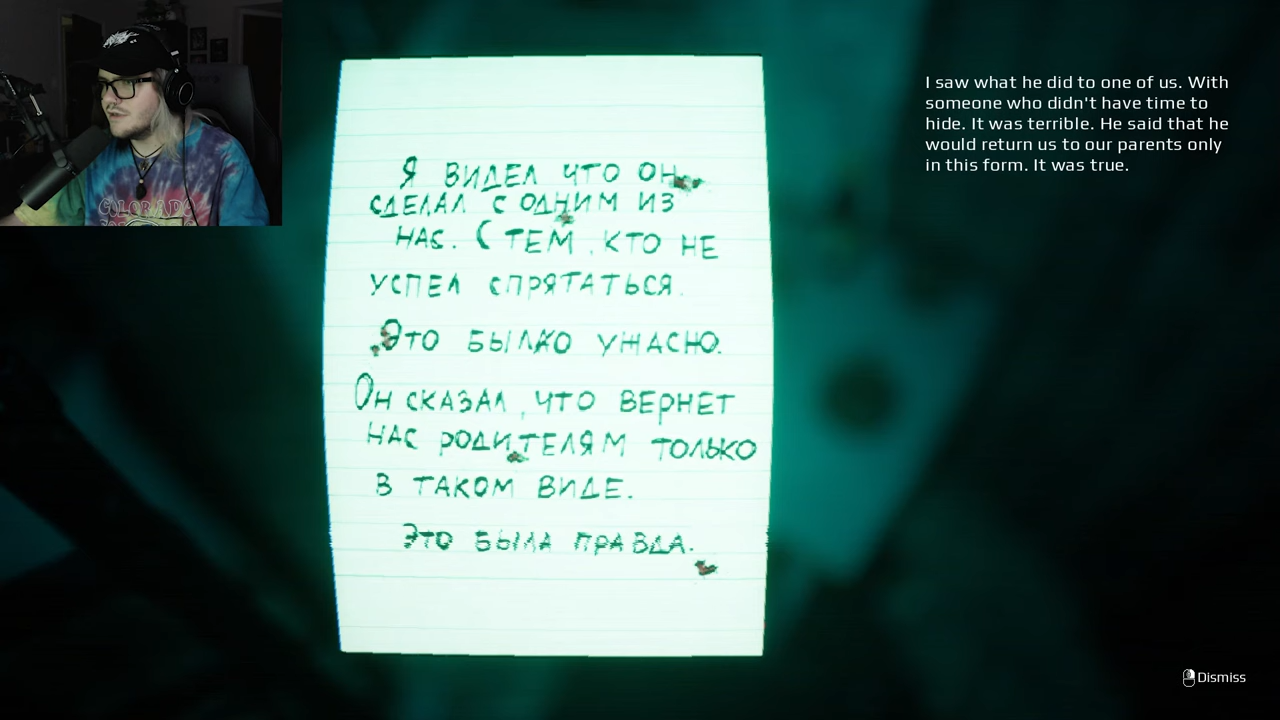 Я ВИДЕЛ ЧТО ОН
СДЕЛАЛ С ОДНИМ ИЗ
НАС. С ТЕМ, КТО НЕ
УСПЕЛ СПРЯТАТЬСЯ.
ЭТО БЫЛО УЖАСНО.
ОН СКАЗАЛ, ЧТО ВЕРНЕТ
НАС РОДИТЕЛЯМ ТОЛЬКО
В ТАКОМ ВИДЕ.
ЭТО БЫЛА ПРАВДА.
I saw what he did to one of us. With
someone who didn't have time to
hide. It was terrible. He said that he
would return us to our parents only
in this form. It was true.
COLORADO
Dismiss